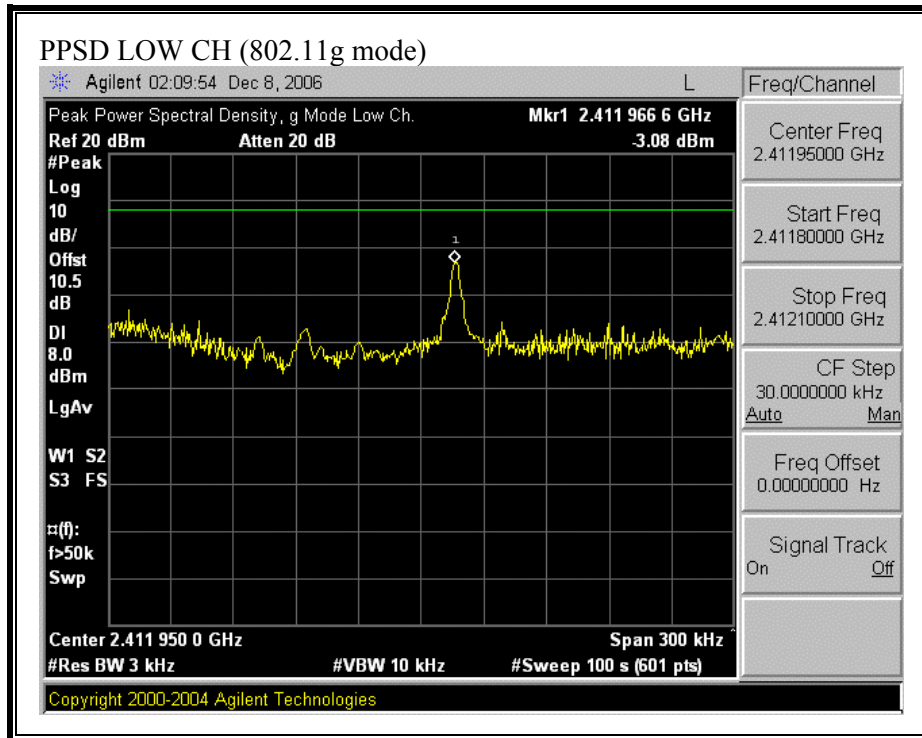 PPSD LOW CH (802.11g mode)
Agilent 02:09:54 Dec 8, 2006 L
Peak Power Spectral Density, g Mode Low Ch. Mkr1 2.411 966 6 GHz
Ref 20 dBm Atten 20 dB -3.08 dBm
#Peak
Log
10
dB/
Offst
10.5
dB
DI
8.0
dBm
LgAv
W1 S2
S3 FS
¤(f):
f>50k
Swp
1
Center 2.411 950 0 GHz Span 300 kHz
#Res BW 3 kHz #VBW 10 kHz #Sweep 100 s (601 pts)
Copyright 2000-2004 Agilent Technologies
Freq/Channel
Center Freq
2.41195000 GHz
Start Freq
2.41180000 GHz
Stop Freq
2.41210000 GHz
CF Step
30.0000000 kHz
Auto Man
Freq Offset
0.00000000 Hz
Signal Track
On Off